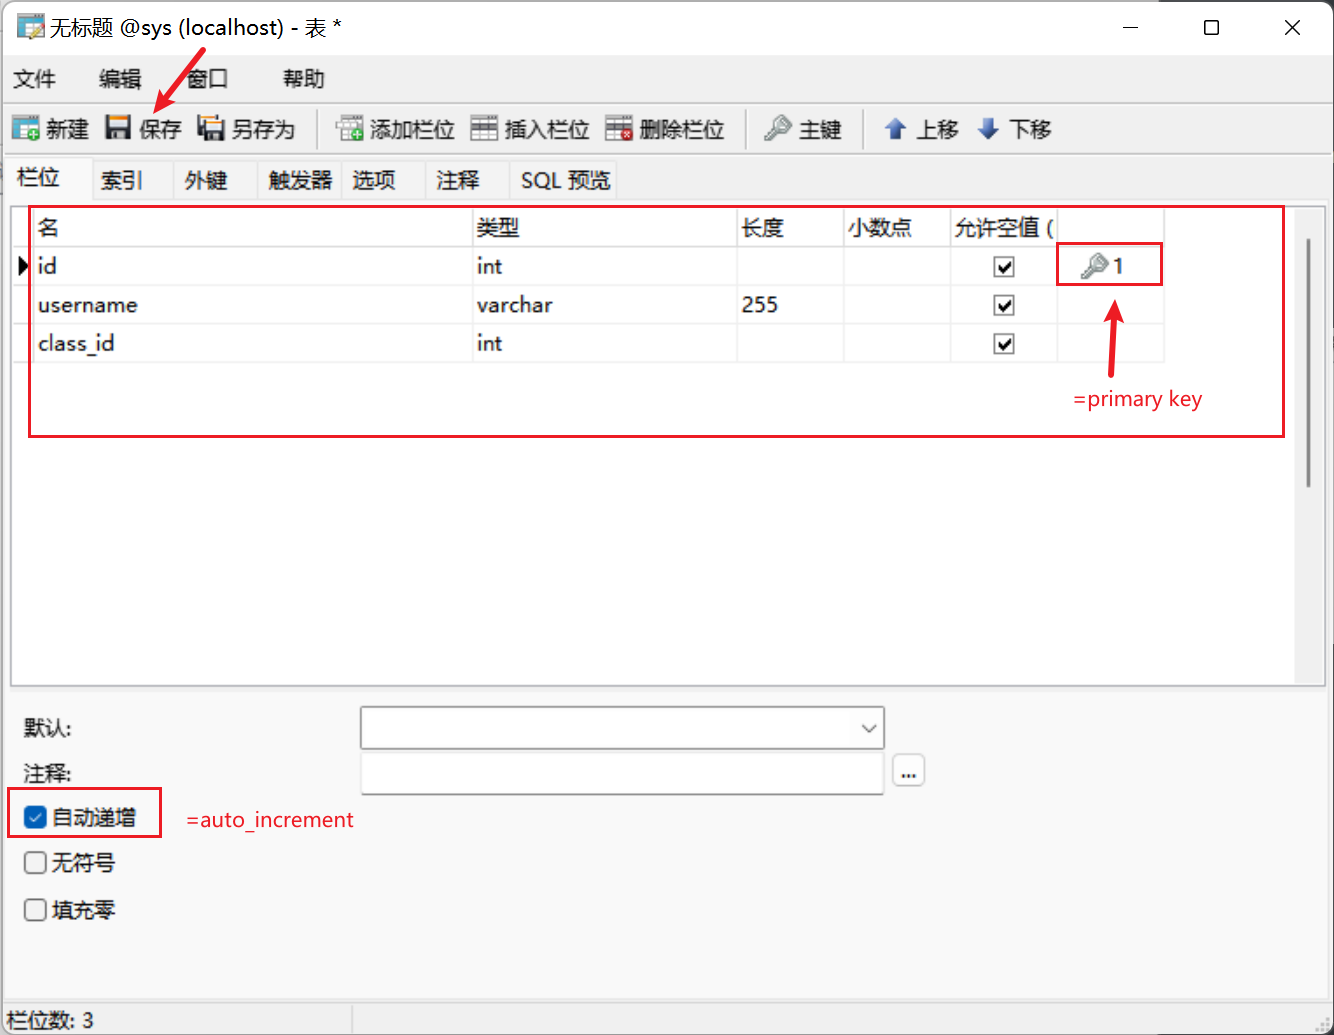 无标题 @sys (localhost) - 表 *
文件 编辑 窗口 帮助
新建 保存 另存为 添加栏位 插入栏位 删除栏位 主键 上移 下移
栏位 索引 外键 触发器 选项 注释 SQL 预览
名 类型 长度 小数点 允许空值 (
id int 1
username varchar 255
class_id int
=primary key
默认:
注释:
...
自动递增 =auto_increment
无符号
填充零
栏位数: 3